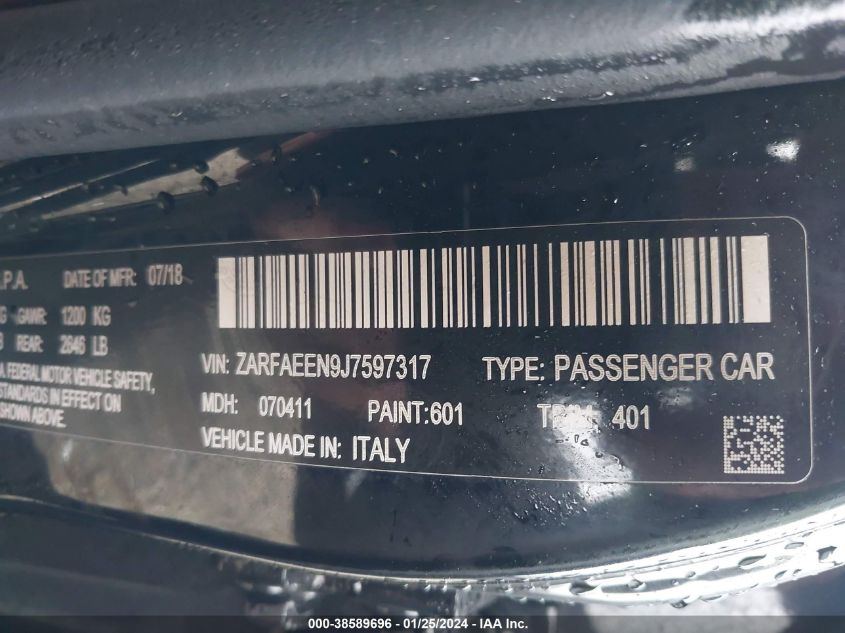 .P.A. DATE OF MFR: 07/18
G GAWR: 1200 KG
B REAR: 2646 LB
A. FEDERAL MOTOR VEHICLE SAFETY,
STANDARDS IN EFFECT ON
SHOWN ABOVE.
VIN: ZARFAEEN9J7597317 TYPE: PASSENGER CAR
MDH: 070411 PAINT:601 TRIM: 401
VEHICLE MADE IN: ITALY
000-38589696 - 01/25/2024 - IAA Inc.